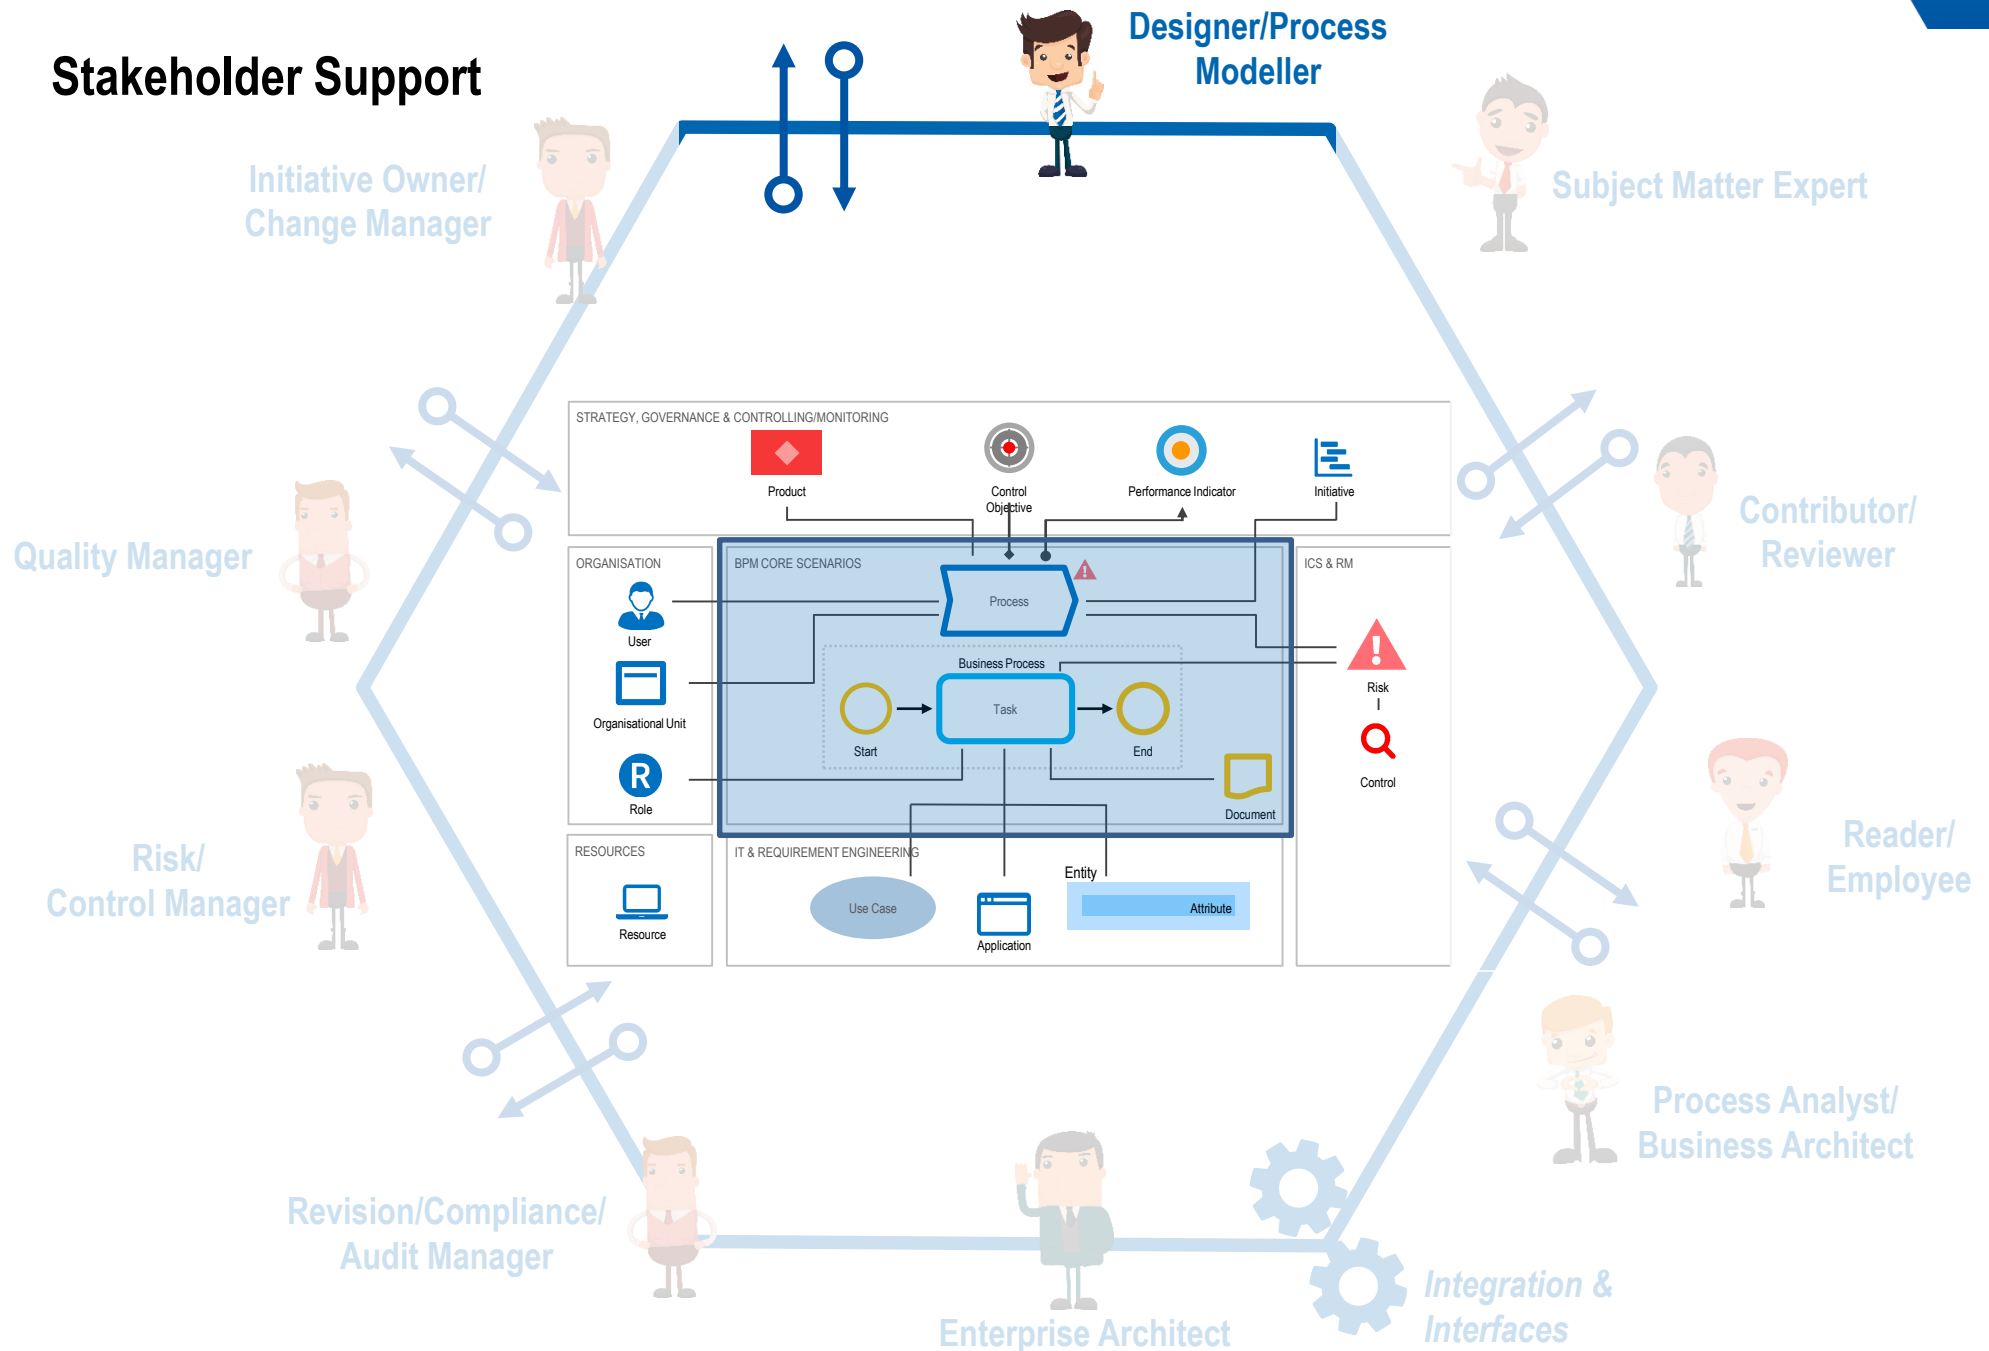 Designer/Process
Modeller
Stakeholder Support
Initiative Owner/
Change Manager
Subject Matter Expert
STRATEGY, GOVERNANCE & CONTROLLING/MONITORING
Product
Control
Objective
Performance Indicator
Initiative
Quality Manager
Contributor/
Reviewer
ORGANISATION
User
Organisational Unit
R
Role
BPM CORE SCENARIOS
Process
Business Process
Start
Task
End
Document
ICS & RM
Risk
Control
Risk/
Control Manager
Reader/
Employee
RESOURCES
Resource
IT & REQUIREMENT ENGINEERING
Use Case
Application
Entity
Attribute
Process Analyst/
Business Architect
Revision/Compliance/
Audit Manager
Enterprise Architect
Integration &
Interfaces